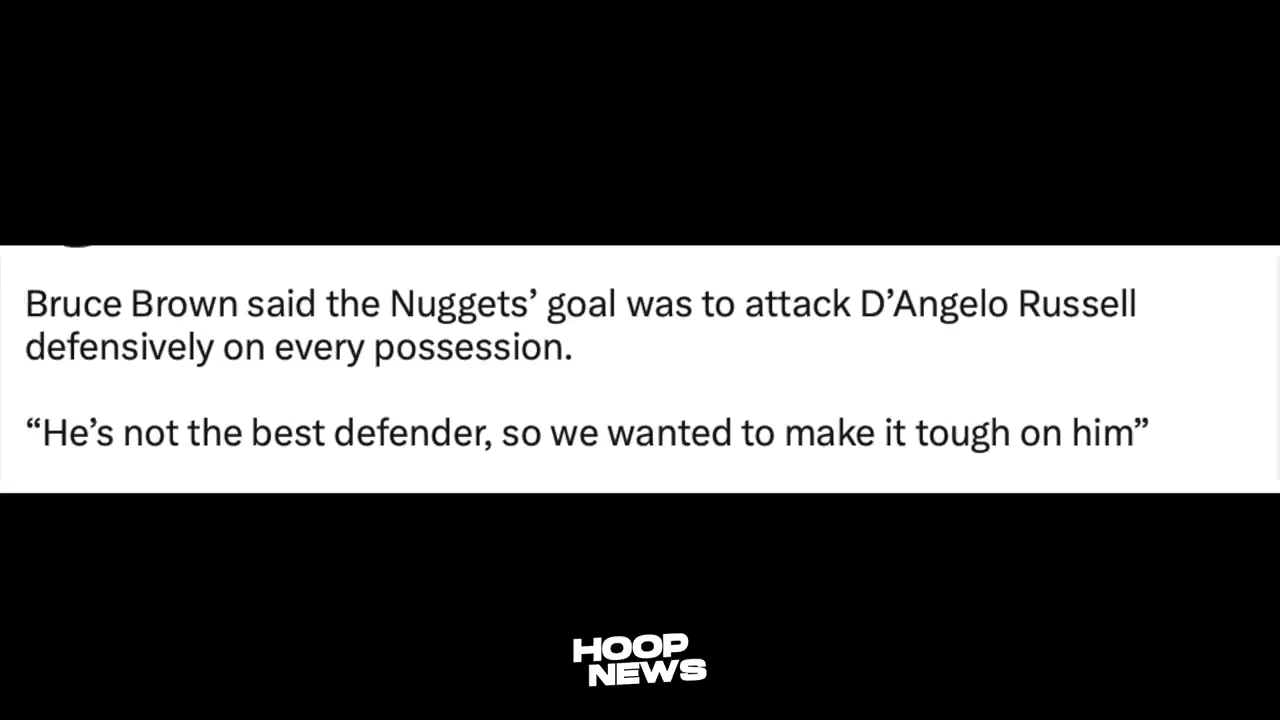 Bruce Brown said the Nuggets’ goal was to attack D’Angelo Russell
defensively on every possession.
“He’s not the best defender, so we wanted to make it tough on him”
HOOP
NEWS